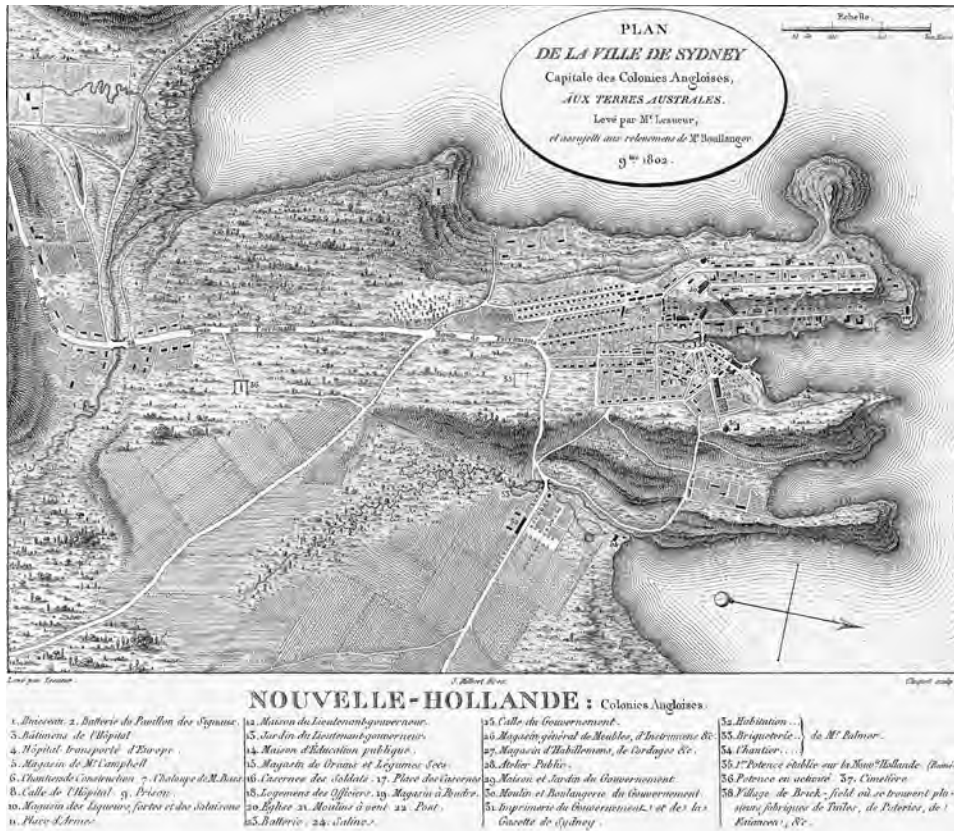 PLAN
DE LA VILLE DE SYDNEY
Capitale des Colonies Angloises,
AUX TERRES AUSTRALES.
Levé par Mr. Lesueur,
et assujetti aux relevemens de Mr. Boullanger
9bre 1802.
Echelle.
36
35
Levé par Lesueur.
NOUVELLE-HOLLANDE: Colonies Angloises.
1. Ruisseau. 2. Batterie du Pavillon des Signaux.
3. Bâtimens de l'Hôpital
4. Hôpital transporté d'Europe.
5. Magasin de Mr. Campbell
6. Chantier de Construction 7. Chaloupe de M. Bass
8. Calle de l'Hôpital 9. Prison.
10. Magasin des Liqueurs fortes et des Salaisons
11. Place d'Armes
12. Maison du Lieutenant-gouverneur.
13. Jardin du Lieutenant-gouverneur.
14. Maison d'Education publique.
15. Magasin de Grains et Légumes Secs.
16. Casernes des Soldats. 17. Place des Casernes
18. Logemens des Officiers. 19. Magasin à Poudre.
20. Eglise 21. Moulins à vent 22. Pont.
23. Batterie. 24. Salines.
25. Calle du Gouvernement.
26. Magasin général de Meubles, d'Instrumens &c.
27. Magasin d'Habillemens, de Cordages &c.
28. Atelier Public.
29. Maison et Jardin du Gouvernement.
30. Moulin et Boulangerie du Gouvernement
31. Imprimerie du Gouvernement et de la
Gazette de Sydney.
32. Habitation
33. Briqueterie de Mr. Palmer.
34. Chantier
35. 1re Potence établie sur la Nouve. Hollande
36. Potence en activité 37. Cimetière.
38. Village de Brick-field où se trouvent plu-
sieurs fabriques de Tuiles, de Poteries, de
Faïences, &c.